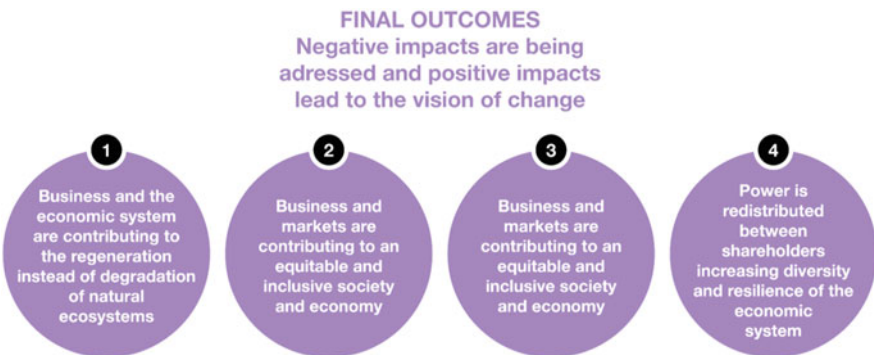 FINAL OUTCOMES
Negative impacts are being
adressed and positive impacts
lead to the vision of change
1
Business and the
economic system
are contributing to
the regeneration
instead of degradation
of natural
ecosystems
2
Business and
markets are
contributing to an
equitable and
inclusive society
and economy
3
Business and
markets are
contributing to an
equitable and
inclusive society
and economy
4
Power is
redistributed
between
shareholders
increasing diversity
and resilience of the
economic
system